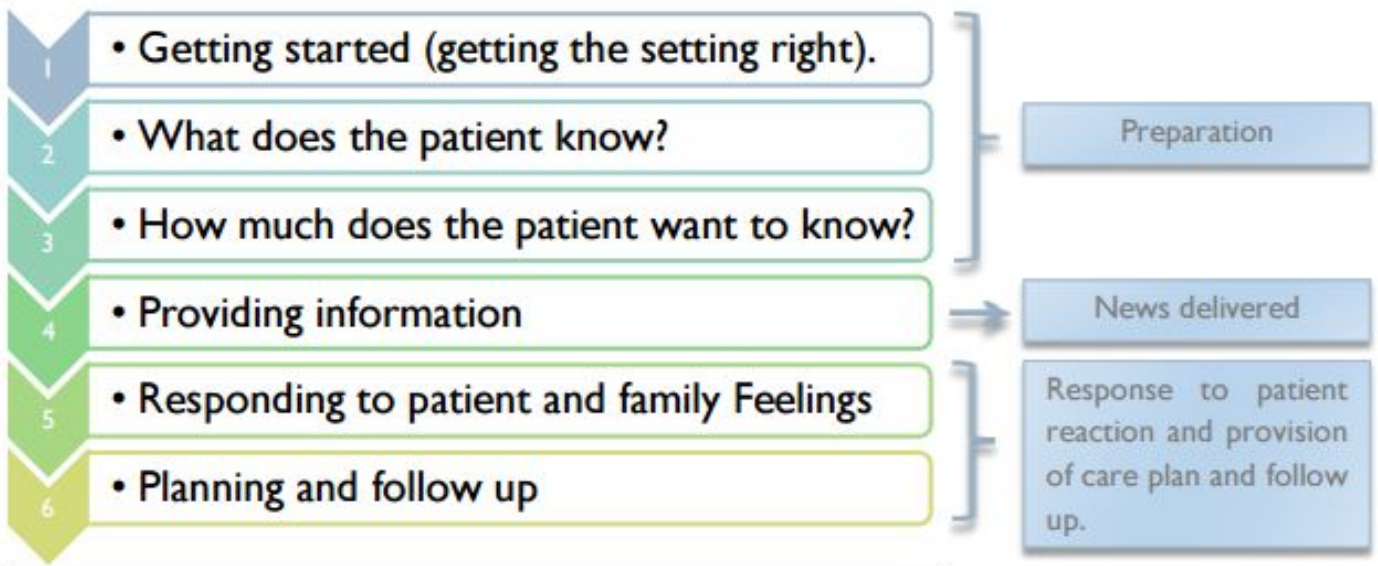 1
• Getting started (getting the setting right).
2
• What does the patient know?
3
• How much does the patient want to know?
Preparation
4
• Providing information
News delivered
5
• Responding to patient and family Feelings
6
• Planning and follow up
Response to patient
reaction and provision
of care plan and follow
up.